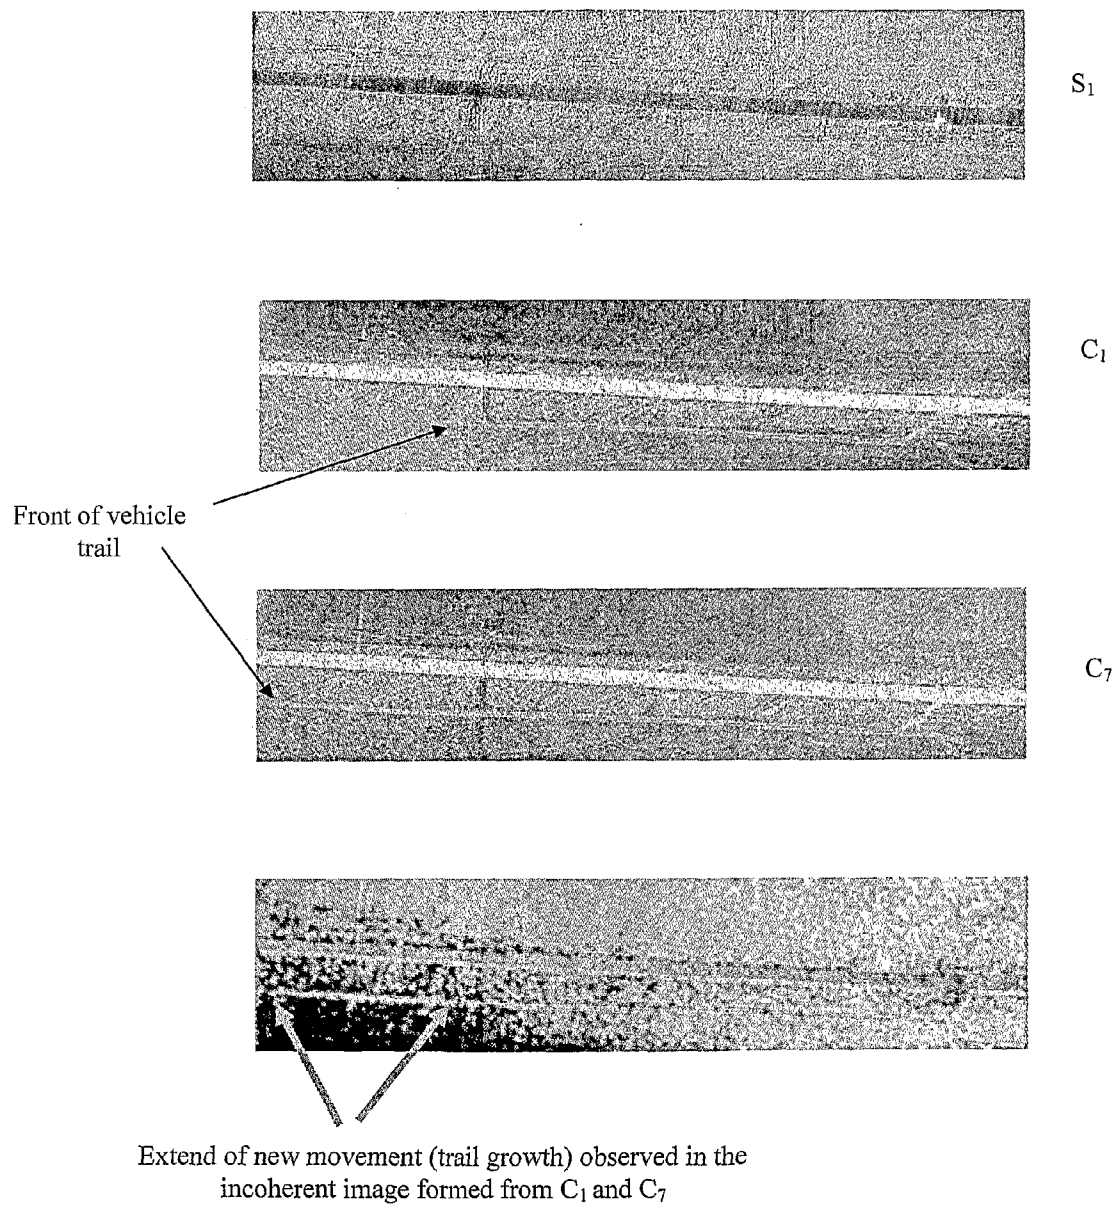 S₁
C₁
Front of vehicle
trail
C₇
Extend of new movement (trail growth) observed in the
incoherent image formed from C₁ and C₇